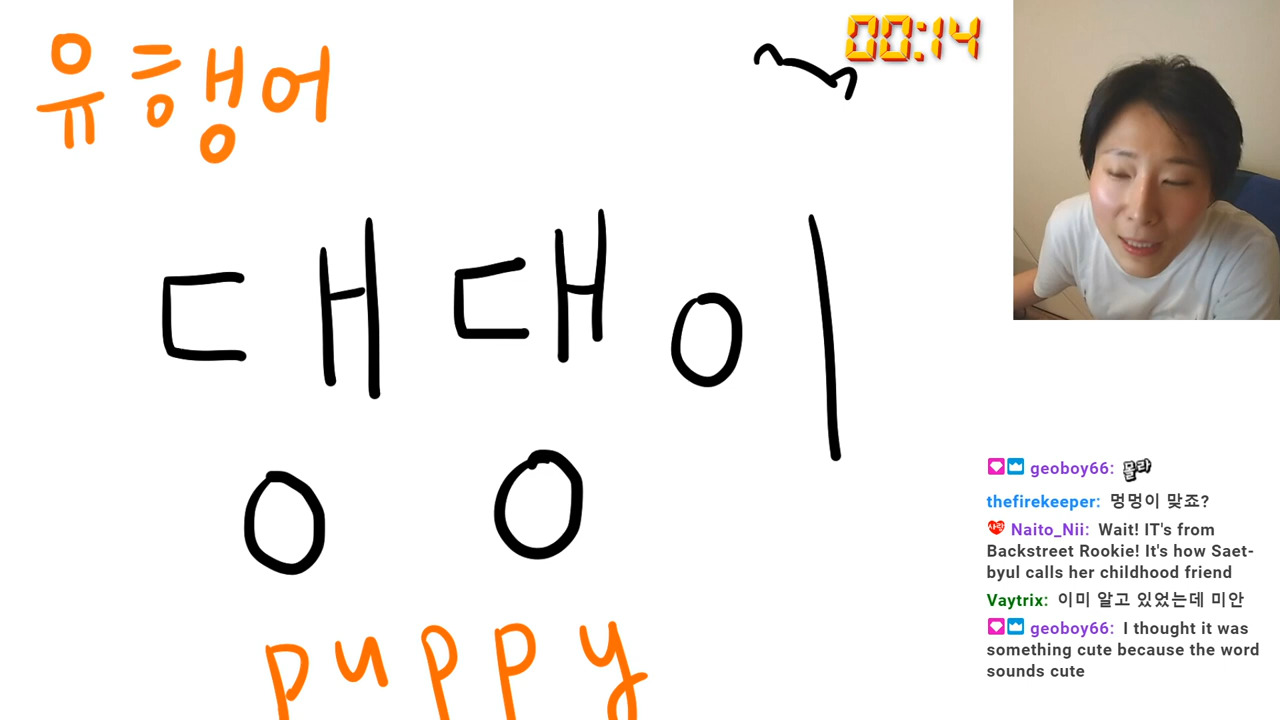 유행어
00:14
댕댕이
puppy
geoboy66: 몰라
thefirekeeper: 멍멍이 맞죠?
Naito_Nii: Wait! IT's from
Backstreet Rookie! It's how Saet-
byul calls her childhood friend
Vaytrix: 이미 알고 있었는데 미안
geoboy66: I thought it was
something cute because the word
sounds cute